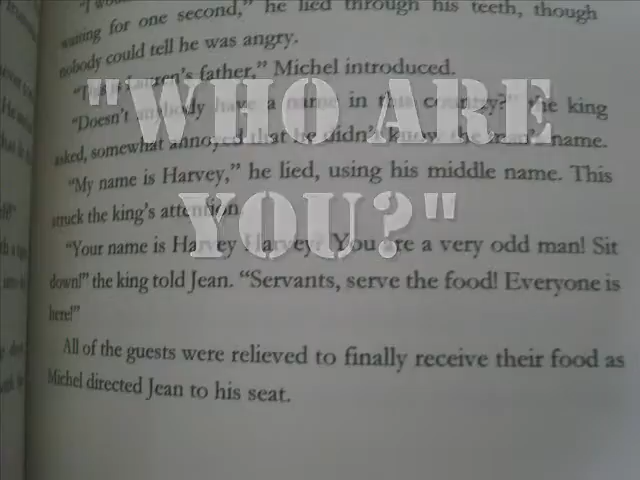 for one second," he lied through his teeth, though
nobody could tell he was angry.
father," Michel introduced.
"Doesn't anybody have a name in this country?" the king
asked, somewhat annoyed that he didn't know the man's name.
"My name is Harvey," he lied, using his middle name. This
struck the king's attention.
"Your name is Harvey Harvey? You are a very odd man! Sit
down!" the king told Jean. "Servants, serve the food! Everyone is
here!"
All of the guests were relieved to finally receive their food as
Michel directed Jean to his seat.
"WHO ARE
YOU?"